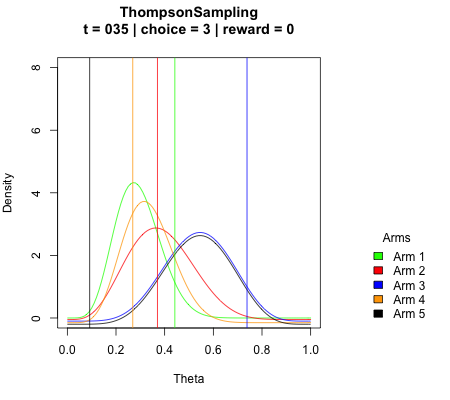 ThompsonSampling
t = 035 | choice = 3 | reward = 0
Density
8
6
4
2
0
0.0 0.2 0.4 0.6 0.8 1.0
Theta
Arms
Arm 1
Arm 2
Arm 3
Arm 4
Arm 5